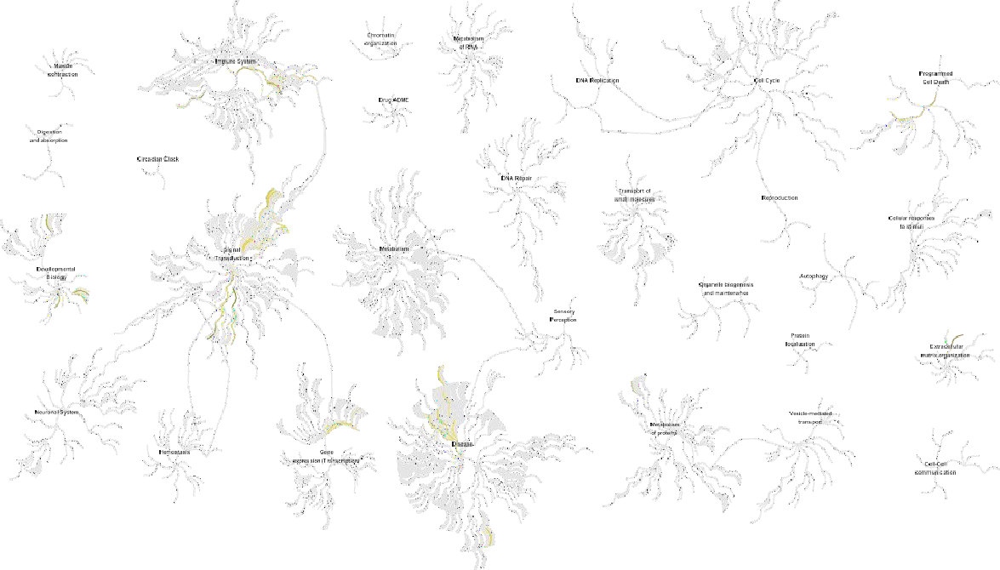 Chromatin
organization
Metabolism
of RNA
Immune System
Muscle
contraction
Programmed
Cell Death
DNA Replication
Cell Cycle
Drug ADME
Digestion
and absorption
Circadian Clock
DNA Repair
Transport of
small molecules
Reproduction
Cellular responses
to stimuli
Signal
Transduction
Metabolism
Developmental
Biology
Autophagy
Organelle biogenesis
and maintenance
Sensory
Perception
Protein
localization
Extracellular
matrix organization
Neuronal System
Vesicle-mediated
transport
Metabolism
of proteins
Disease
Hemostasis
Gene
expression (Transcription)
Cell-Cell
communication